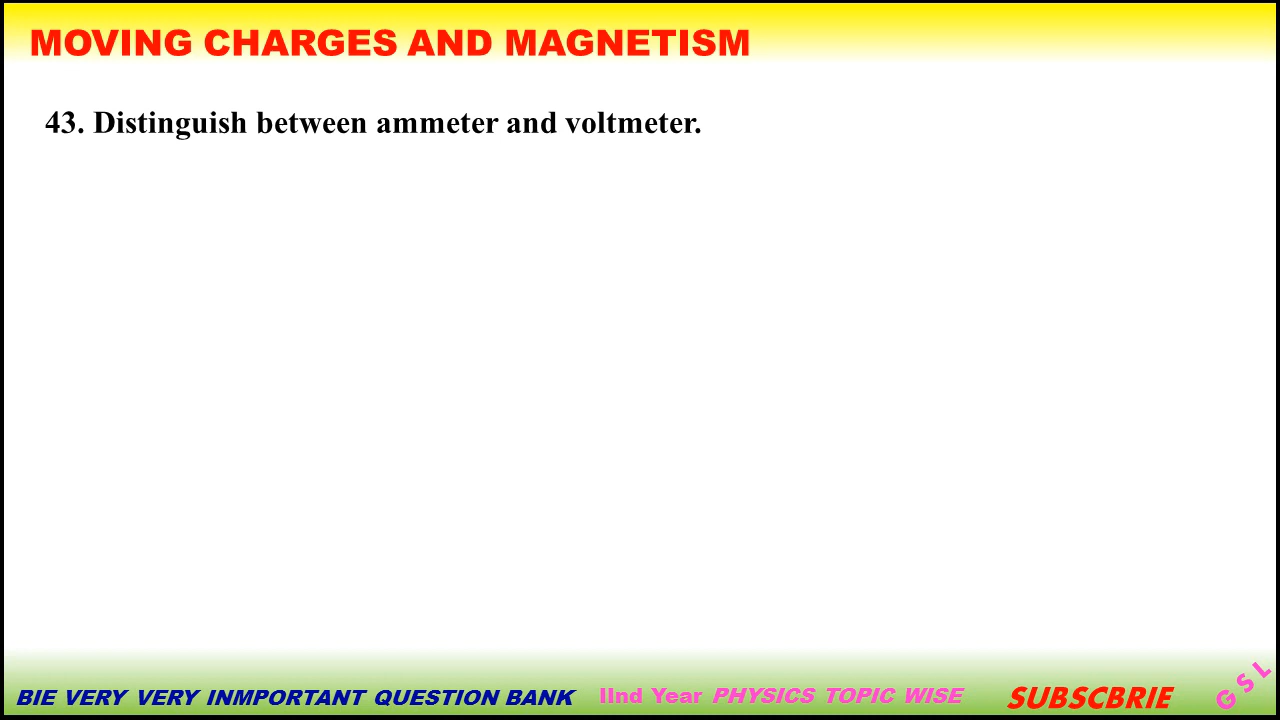 MOVING CHARGES AND MAGNETISM
43. Distinguish between ammeter and voltmeter.
BIE VERY VERY INMPORTANT QUESTION BANK IInd Year PHYSICS TOPIC WISE SUBSCBRIE GSL